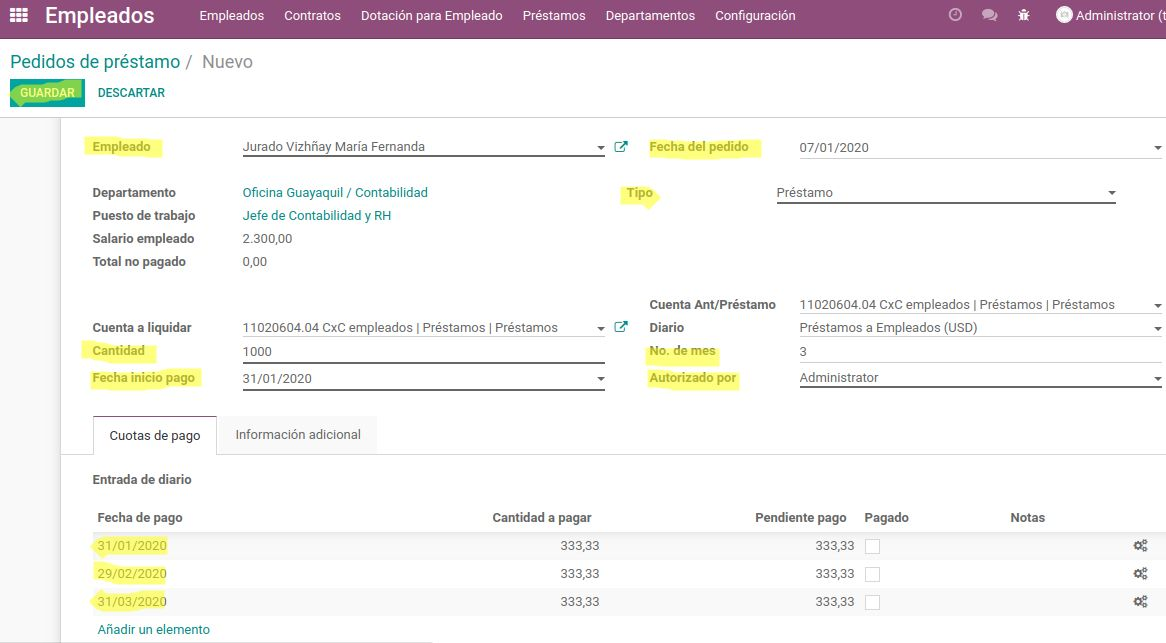 Empleados Empleados Contratos Dotación para Empleado Préstamos Departamentos Configuración Administrator (t
Pedidos de préstamo / Nuevo
GUARDAR DESCARTAR
Empleado Jurado Vizhñay María Fernanda Fecha del pedido 07/01/2020
Departamento Oficina Guayaquil / Contabilidad Tipo Préstamo
Puesto de trabajo Jefe de Contabilidad y RH
Salario empleado 2.300,00
Total no pagado 0,00
Cuenta Ant/Préstamo 11020604.04 CxC empleados | Préstamos | Préstamos
Cuenta a liquidar 11020604.04 CxC empleados | Préstamos | Préstamos Diario Préstamos a Empleados (USD)
Cantidad 1000 No. de mes 3
Fecha inicio pago 31/01/2020 Autorizado por Administrator
Cuotas de pago Información adicional
Entrada de diario
Fecha de pago Cantidad a pagar Pendiente pago Pagado Notas
31/01/2020 333,33 333,33
29/02/2020 333,33 333,33
31/03/2020 333,33 333,33
Añadir un elemento